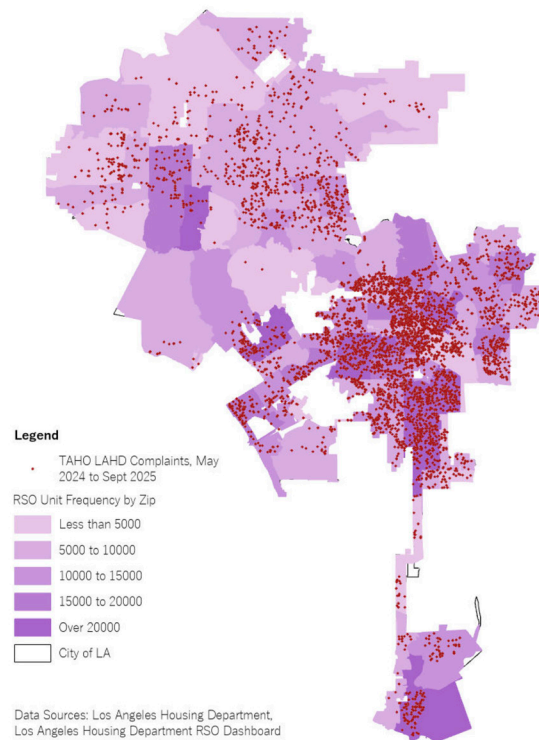 Legend
TAHO LAHD Complaints, May
2024 to Sept 2025
RSO Unit Frequency by Zip
Less than 5000
5000 to 10000
10000 to 15000
15000 to 20000
Over 20000
City of LA
Data Sources: Los Angeles Housing Department,
Los Angeles Housing Department RSO Dashboard